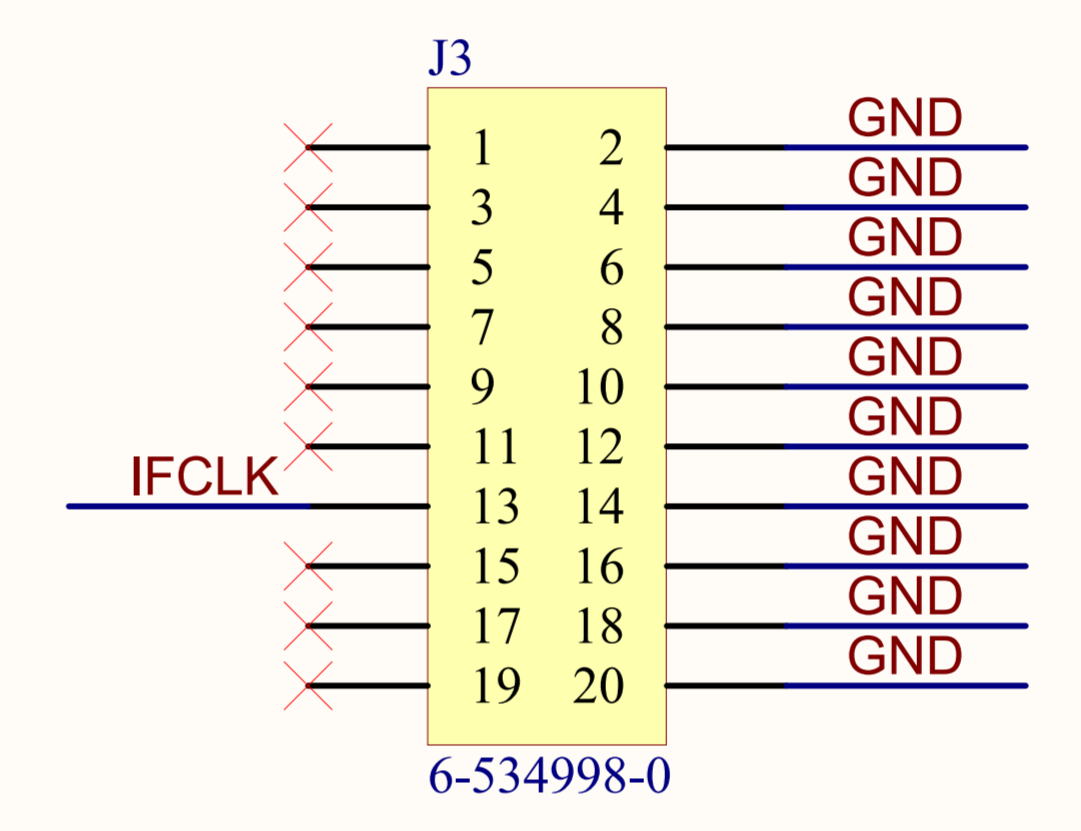 J3
1 2 GND
3 4 GND
5 6 GND
7 8 GND
9 10 GND
11 12 GND
IFCLK 13 14 GND
15 16 GND
17 18 GND
19 20 GND
6-534998-0